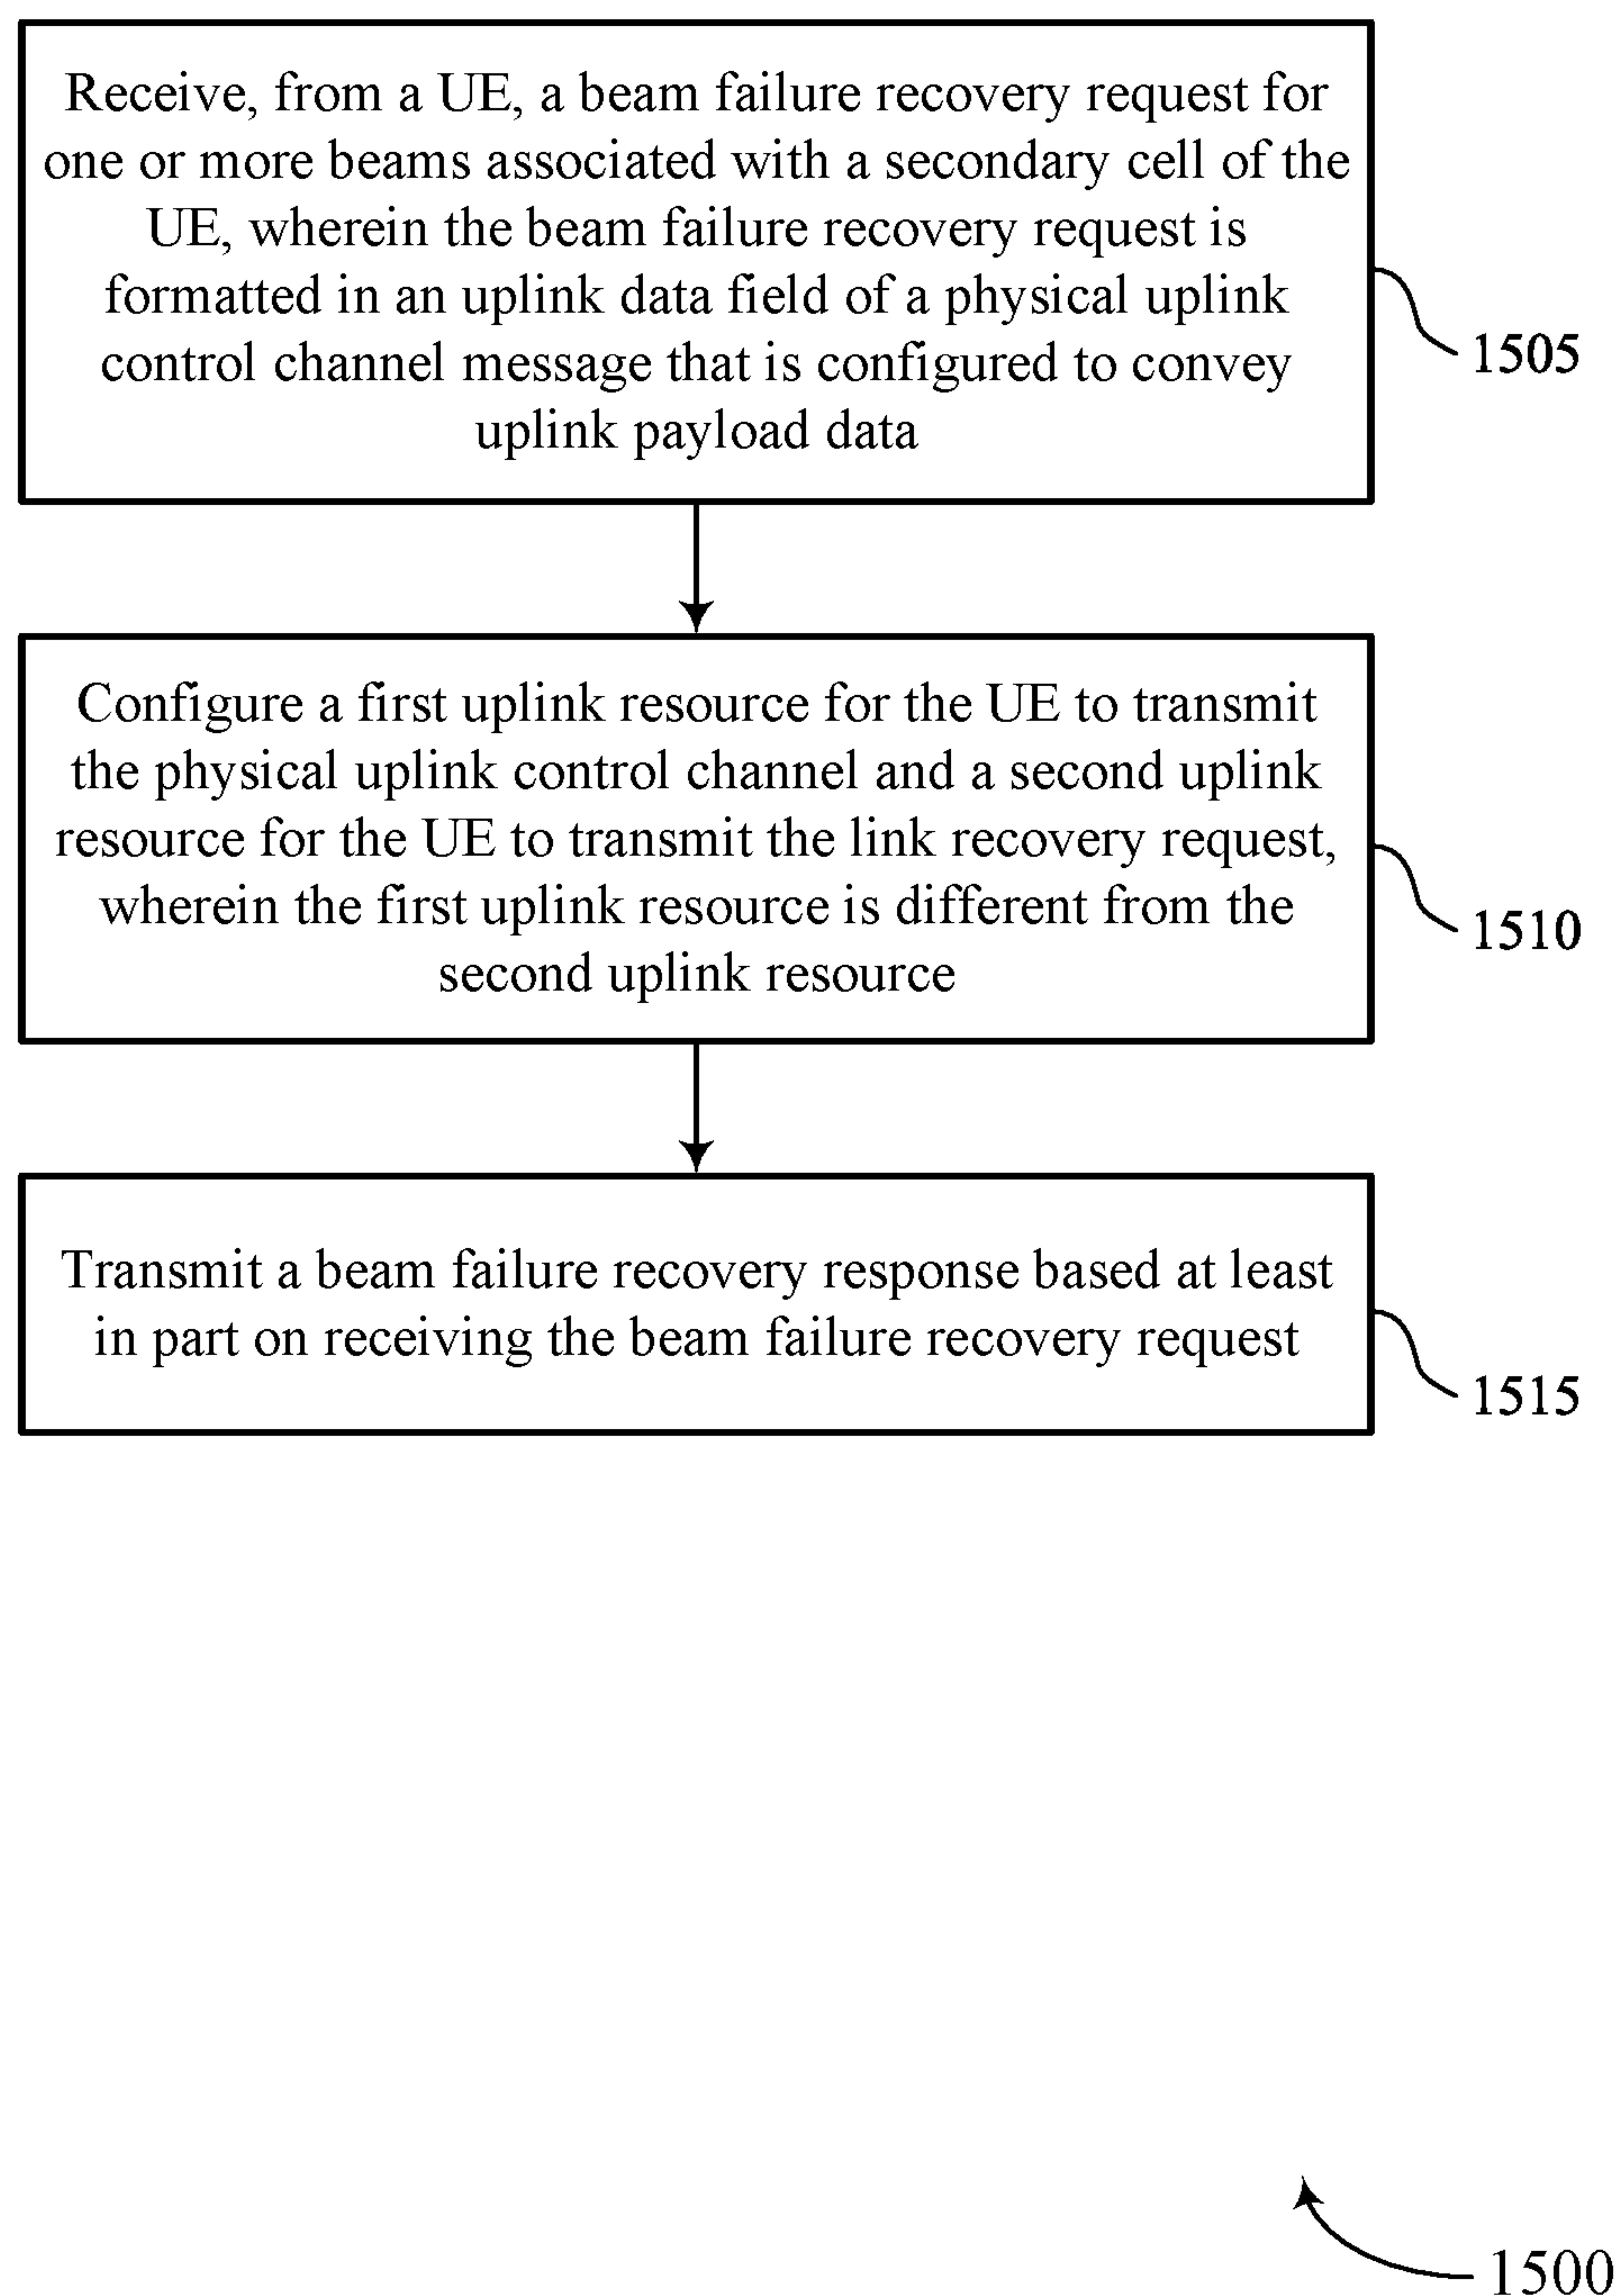 Receive, from a UE, a beam failure recovery request for
one or more beams associated with a secondary cell of the
UE, wherein the beam failure recovery request is
formatted in an uplink data field of a physical uplink
control channel message that is configured to convey
uplink payload data
1505
Configure a first uplink resource for the UE to transmit
the physical uplink control channel and a second uplink
resource for the UE to transmit the link recovery request,
wherein the first uplink resource is different from the
second uplink resource
1510
Transmit a beam failure recovery response based at least
in part on receiving the beam failure recovery request
1515
1500